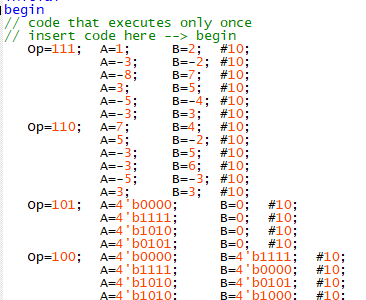 begin
// code that executes only once
// insert code here --> begin
Op=111; A=1; B=2; #10;
A=-3; B=-2; #10;
A=-8; B=7; #10;
A=3; B=5; #10;
A=-5; B=-4; #10;
A=-3; B=3; #10;
Op=110; A=7; B=4; #10;
A=5; B=-2; #10;
A=-3; B=5; #10;
A=-3; B=6; #10;
A=-5; B=-3; #10;
A=3; B=3; #10;
Op=101; A=4'b0000; B=0; #10;
A=4'b1111; B=0; #10;
A=4'b1010; B=0; #10;
A=4'b0101; B=0; #10;
Op=100; A=4'b0000; B=4'b1111; #10;
A=4'b1111; B=4'b0000; #10;
A=4'b1010; B=4'b0101; #10;
A=4'b1010; B=4'b1000; #10;